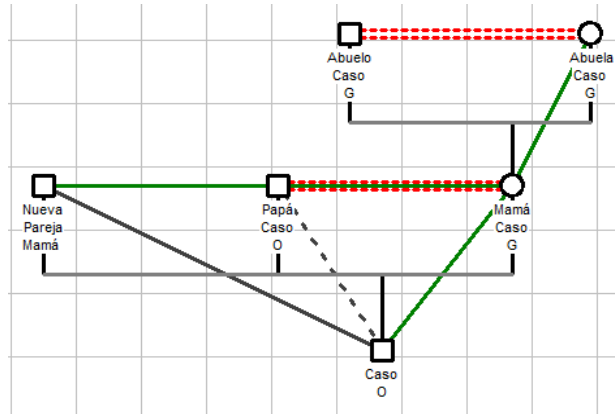 Abuelo
Caso
G
Abuela
Caso
G
Nueva
Pareja
Mamá
Papá
Caso
O
Mamá
Caso
G
Caso
O